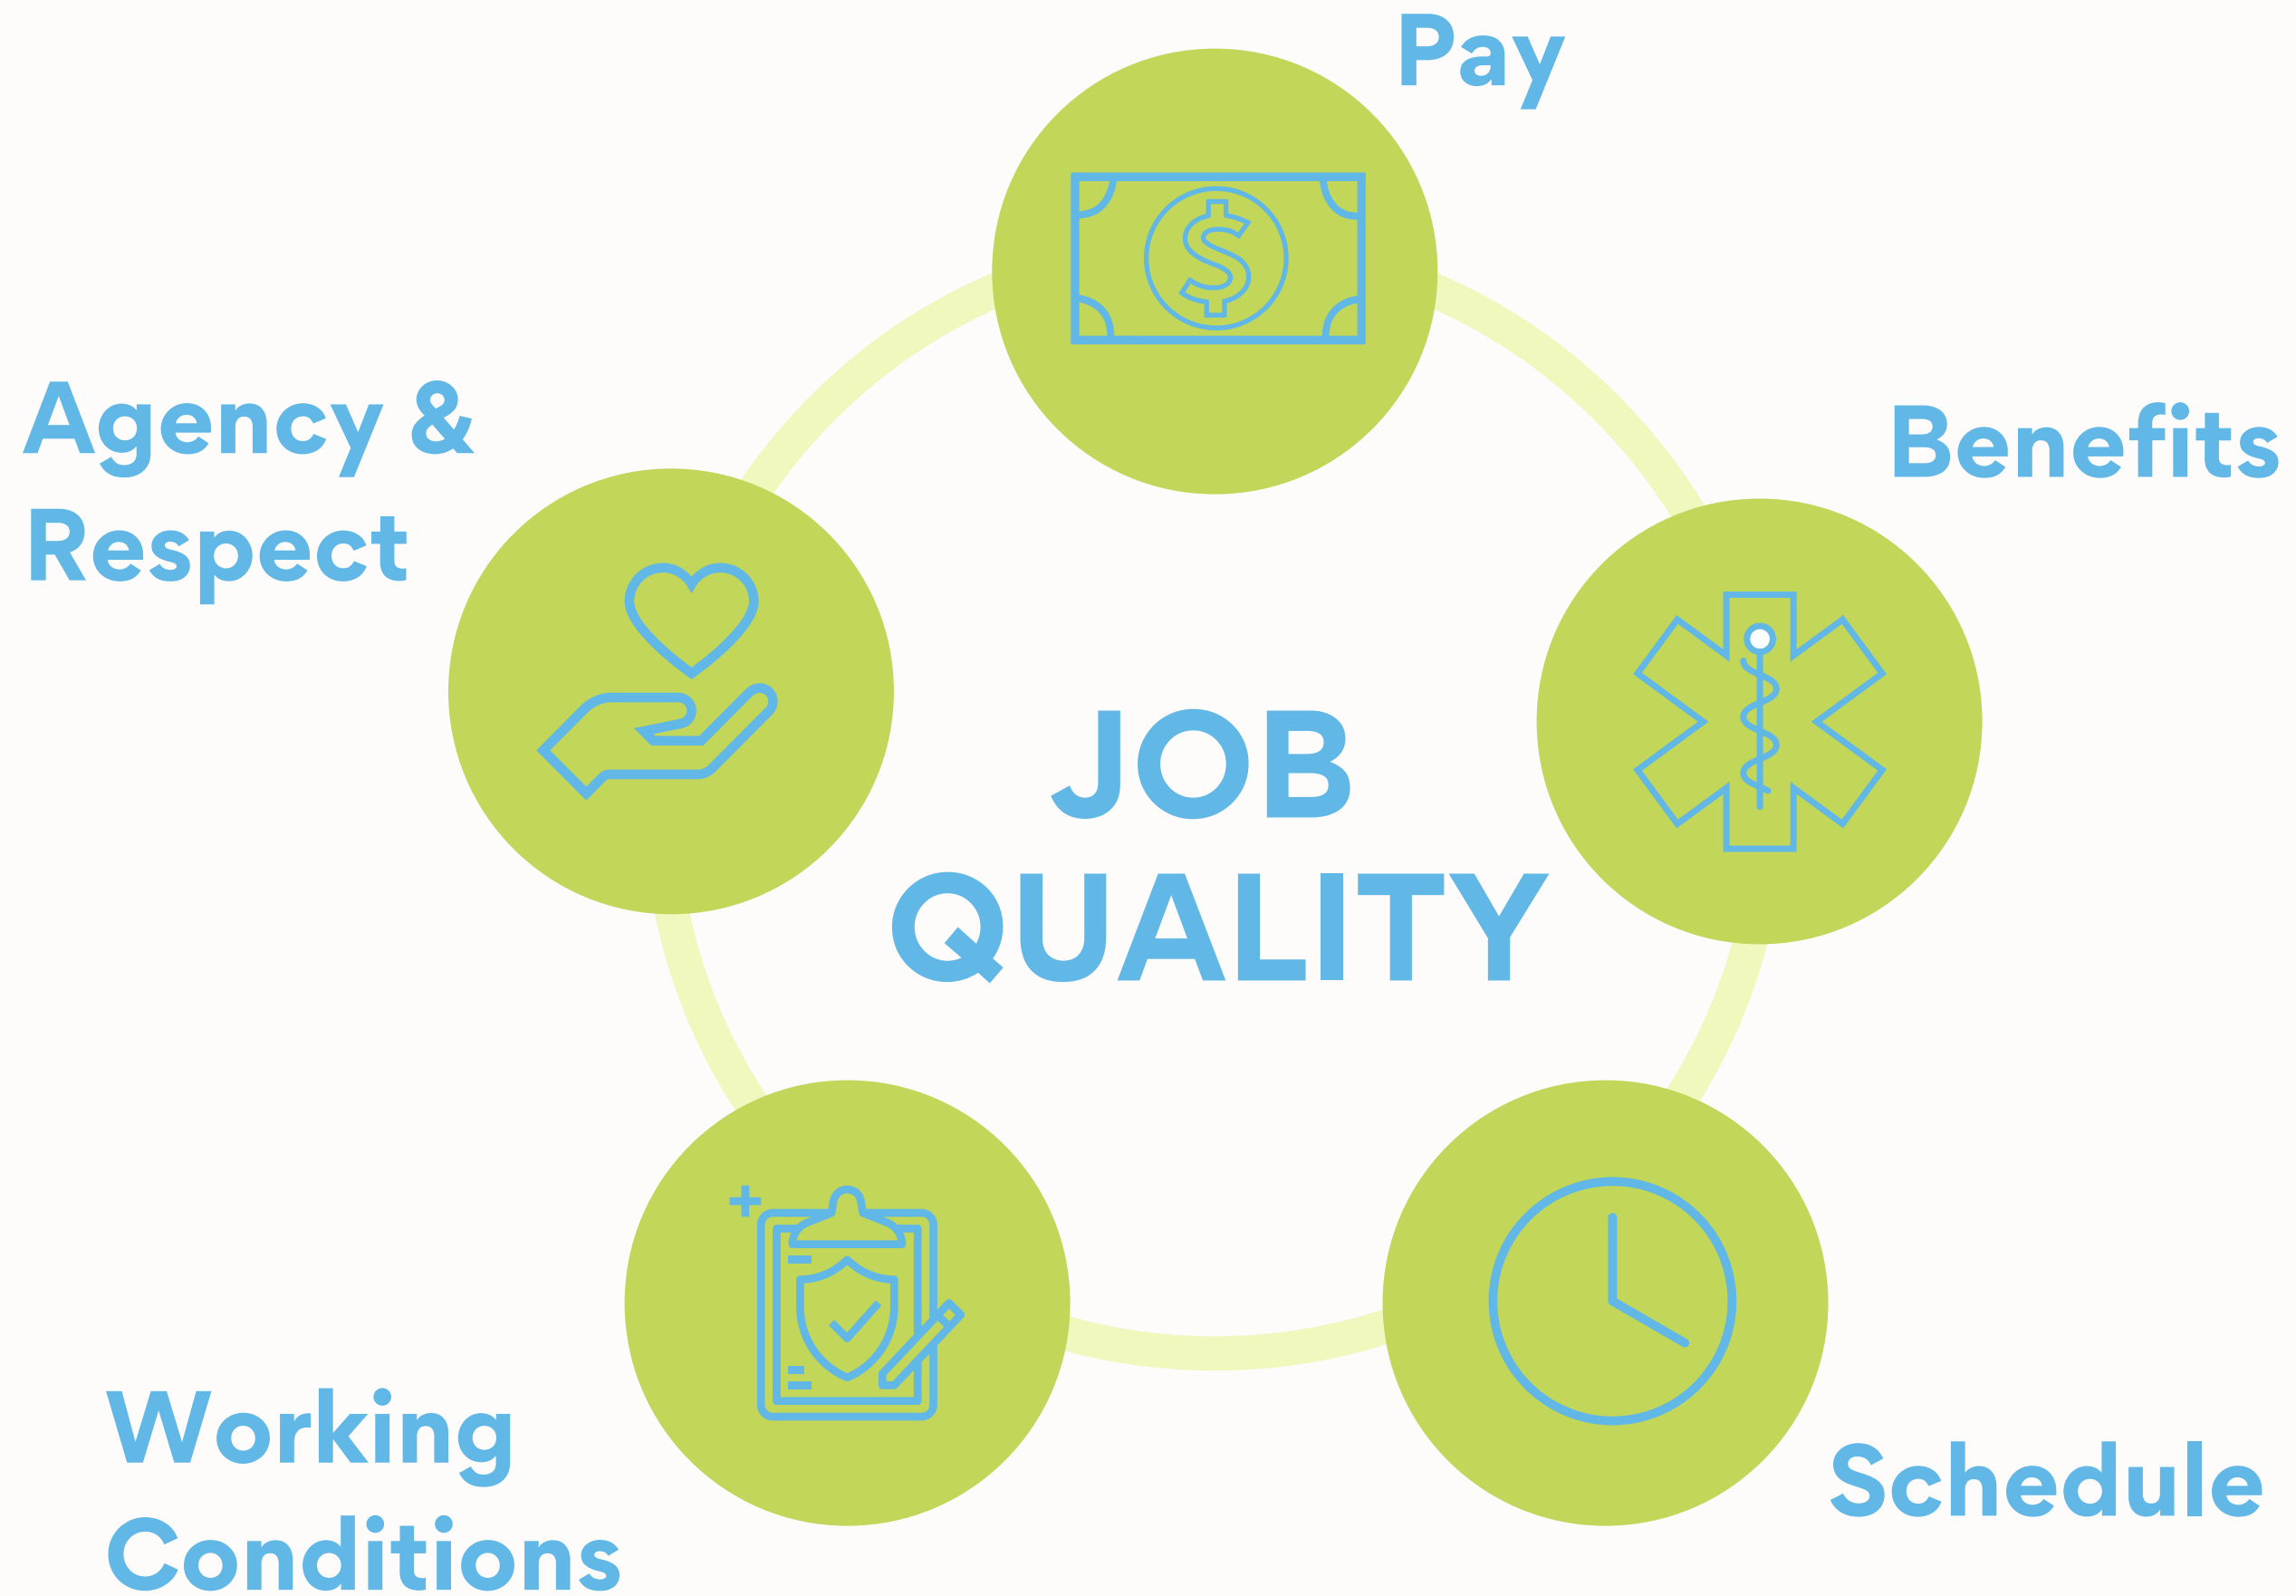 Pay
Agency &
Respect
Benefits
JOB
QUALITY
Working
Conditions
Schedule